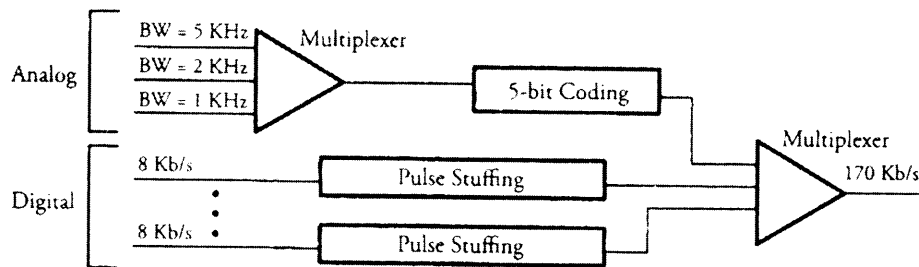 BW = 5 KHz
Multiplexer
Analog
BW = 2 KHz
BW = 1 KHz
5-bit Coding
Multiplexer
170 Kb/s
8 Kb/s
Pulse Stuffing
Digital
8 Kb/s
Pulse Stuffing